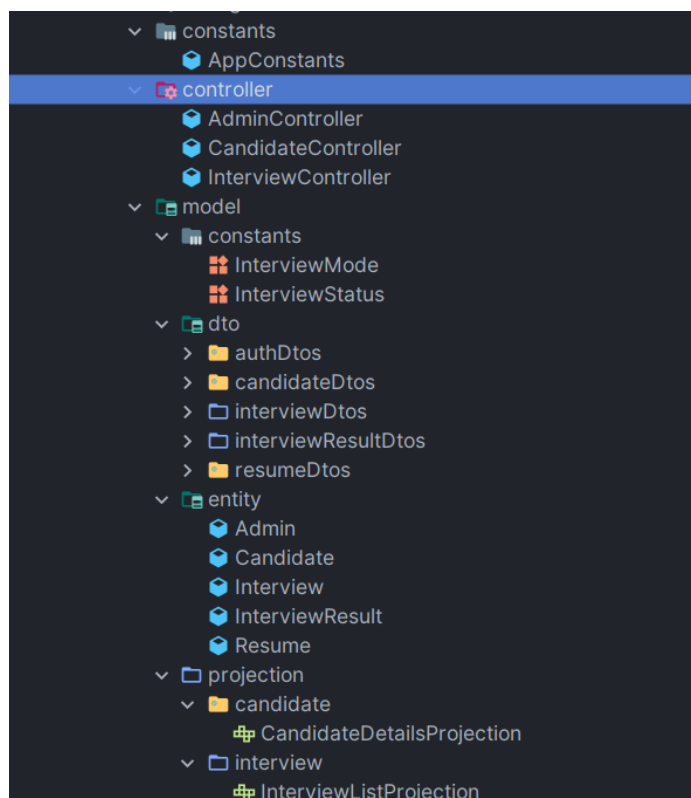 constants
AppConstants
controller
AdminController
CandidateController
InterviewController
model
constants
InterviewMode
InterviewStatus
dto
authDtos
candidateDtos
interviewDtos
interviewResultDtos
resumeDtos
entity
Admin
Candidate
Interview
InterviewResult
Resume
projection
candidate
CandidateDetailsProjection
interview
InterviewListProjection